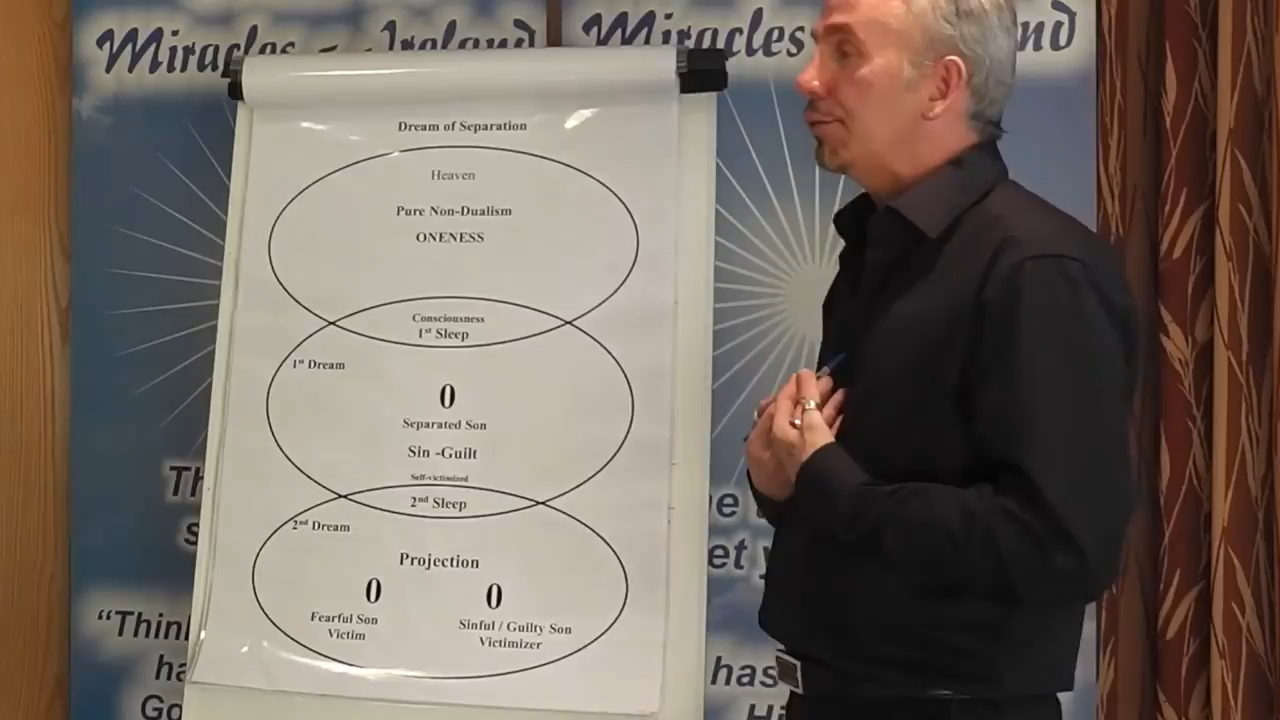 Miracles - Ireland
Miracles
nd
Dream of Separation
Heaven
Pure Non-Dualism
ONENESS
Consciousness
1st Sleep
1st Dream
0
Separated Son
Sin -Guilt
Self-victimized
2nd Sleep
2nd Dream
Projection
0 0
Fearful Son
Victim
Sinful / Guilty Son
Victimizer
Th
s
“Thin
ha
Go
et y
has
Hi